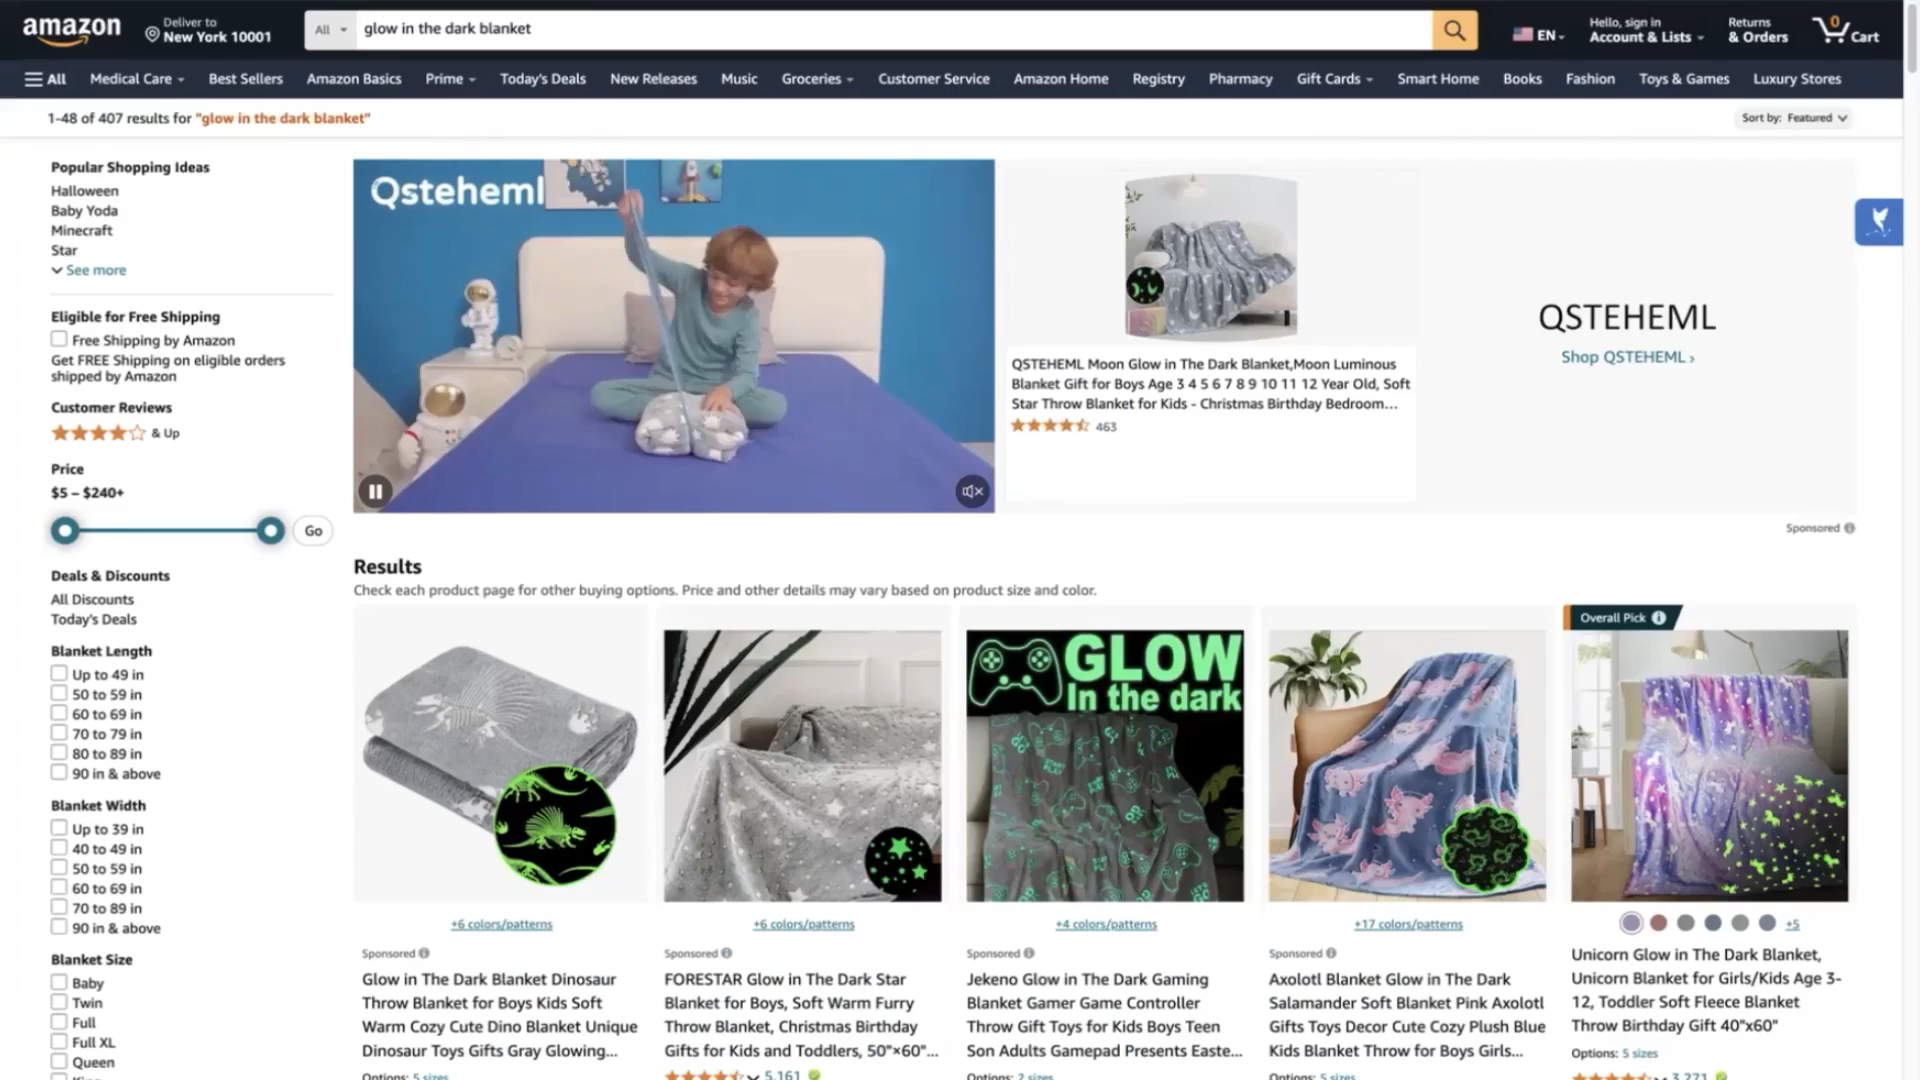 amazon
Deliver to
New York 10001
All
glow in the dark blanket
EN
Hello, sign in
Account & Lists
Returns
& Orders
0
Cart
All
Medical Care
Best Sellers
Amazon Basics
Prime
Today's Deals
New Releases
Music
Groceries
Customer Service
Amazon Home
Registry
Pharmacy
Gift Cards
Smart Home
Books
Fashion
Toys & Games
Luxury Stores
1-48 of 407 results for "glow in the dark blanket"
Sort by: Featured
Popular Shopping Ideas
Halloween
Baby Yoda
Minecraft
Star
See more
Eligible for Free Shipping
Free Shipping by Amazon
Get FREE Shipping on eligible orders
shipped by Amazon
Customer Reviews
& Up
Price
$5 – $240+
Go
Deals & Discounts
All Discounts
Today's Deals
Blanket Length
Up to 49 in
50 to 59 in
60 to 69 in
70 to 79 in
80 to 89 in
90 in & above
Blanket Width
Up to 39 in
40 to 49 in
50 to 59 in
60 to 69 in
70 to 89 in
90 in & above
Blanket Size
Baby
Twin
Full
Full XL
Queen
Qsteheml
QSTEHEML Moon Glow in The Dark Blanket,Moon Luminous
Blanket Gift for Boys Age 3 4 5 6 7 8 9 10 11 12 Year Old, Soft
Star Throw Blanket for Kids - Christmas Birthday Bedroom...
463
QSTEHEML
Shop QSTEHEML ›
Sponsored
Results
Check each product page for other buying options. Price and other details may vary based on product size and color.
+6 colors/patterns
Sponsored
Glow in The Dark Blanket Dinosaur
Throw Blanket for Boys Kids Soft
Warm Cozy Cute Dino Blanket Unique
Dinosaur Toys Gifts Gray Glowing...
Options: 5 sizes
+6 colors/patterns
Sponsored
FORESTAR Glow in The Dark Star
Blanket for Boys, Soft Warm Furry
Throw Blanket, Christmas Birthday
Gifts for Kids and Toddlers, 50"×60"...
5,161
GLOW
In the dark
+4 colors/patterns
Sponsored
Jekeno Glow in The Dark Gaming
Blanket Gamer Game Controller
Throw Gift Toys for Kids Boys Teen
Son Adults Gamepad Presents Easte...
Options: 2 sizes
+17 colors/patterns
Sponsored
Axolotl Blanket Glow in The Dark
Salamander Soft Blanket Pink Axolotl
Gifts Toys Decor Cute Cozy Plush Blue
Kids Blanket Throw for Boys Girls...
Options: 5 sizes
Overall Pick
+5
Unicorn Glow in The Dark Blanket,
Unicorn Blanket for Girls/Kids Age 3-
12, Toddler Soft Fleece Blanket
Throw Birthday Gift 40"x60"
Options: 5 sizes
3,271